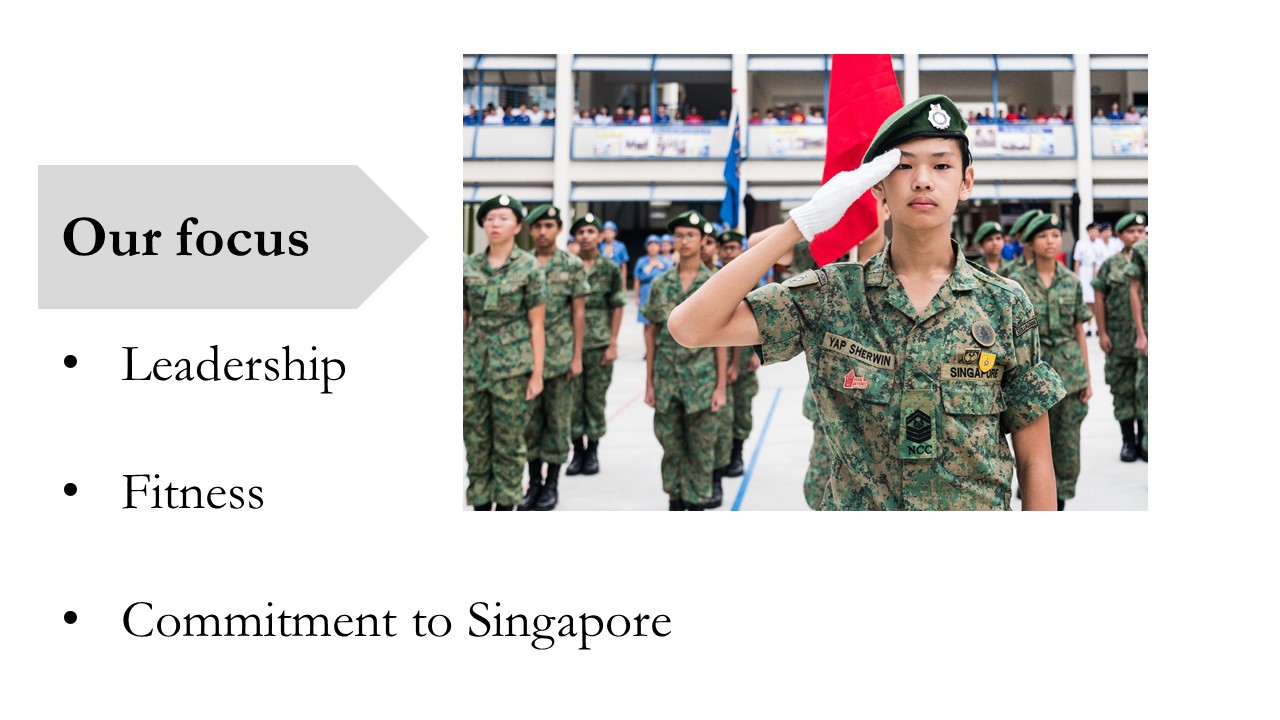 Our focus
• Leadership
• Fitness
• Commitment to Singapore
YAP SHERWIN
SINGAPORE
NCC